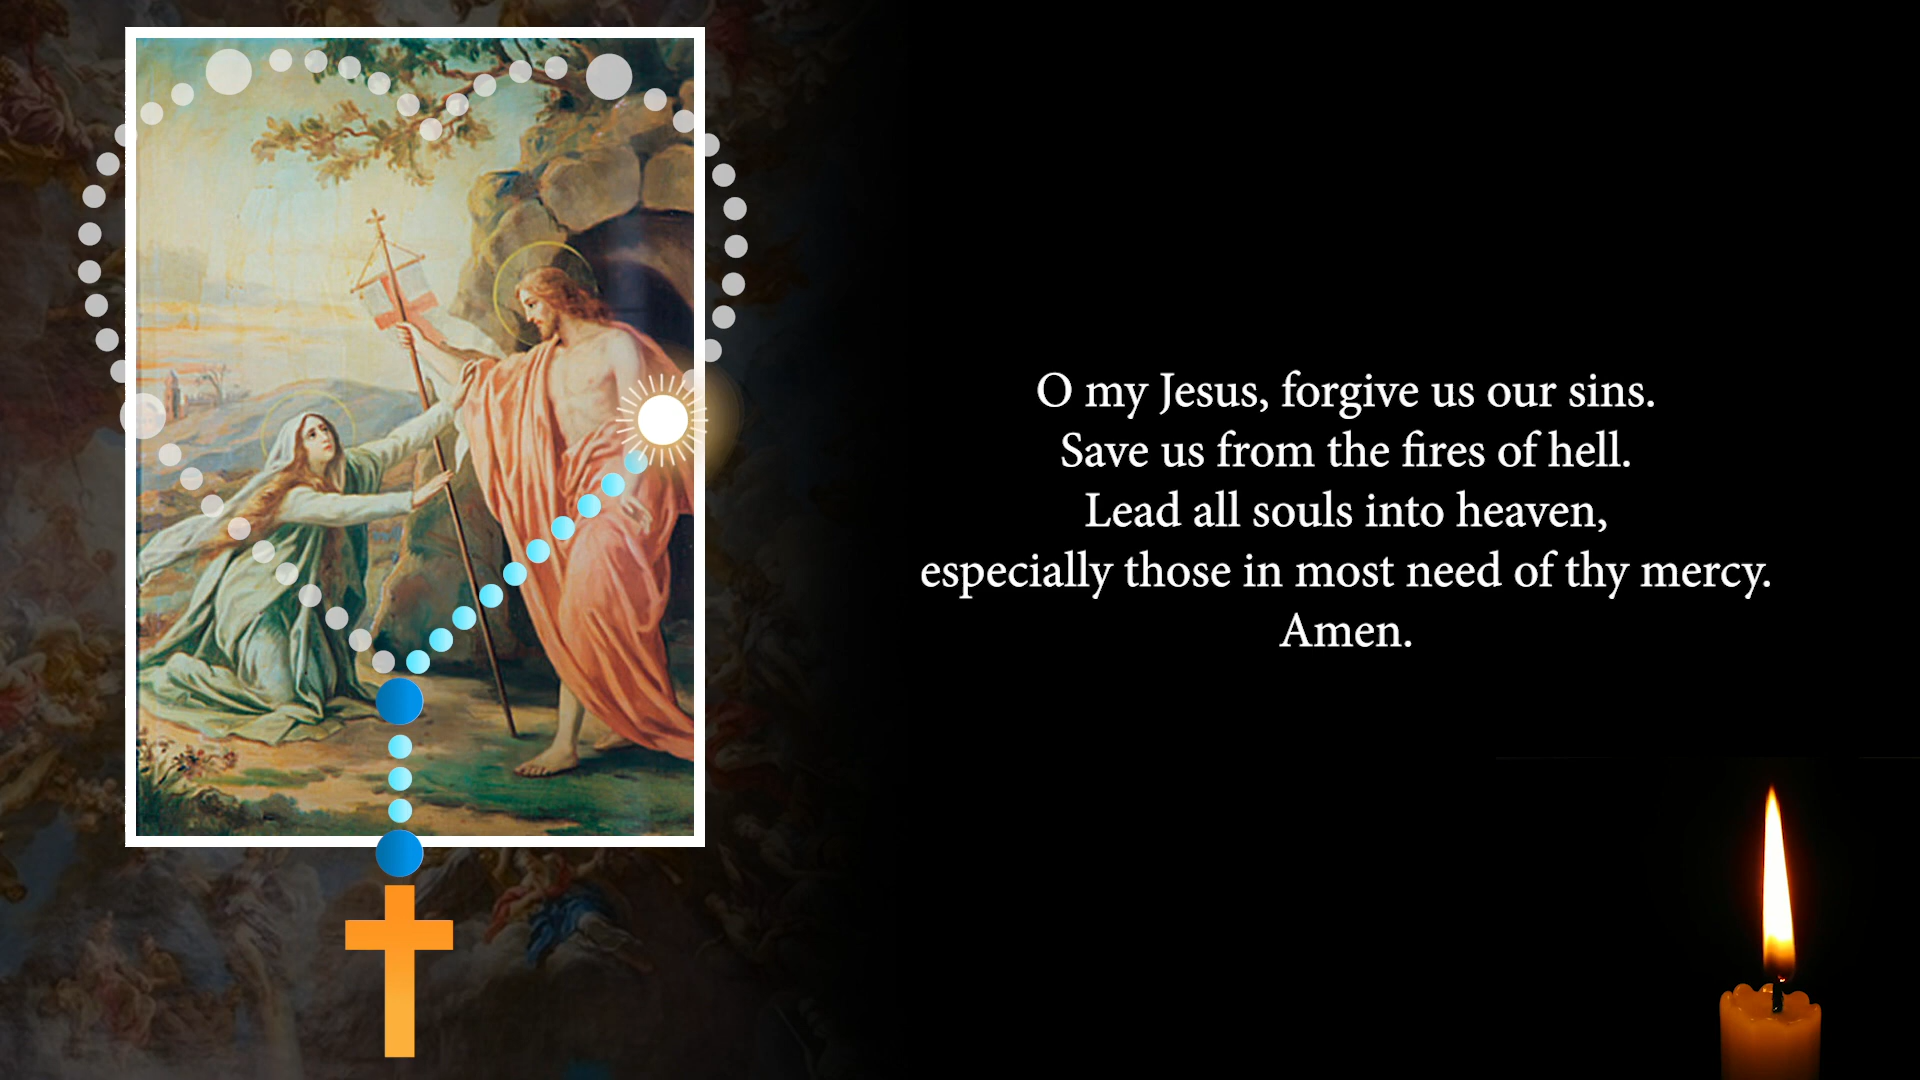 O my Jesus, forgive us our sins.
Save us from the fires of hell.
Lead all souls into heaven,
especially those in most need of thy mercy.
Amen.